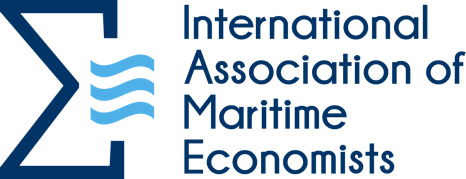 International
Association of
Maritime
Economists